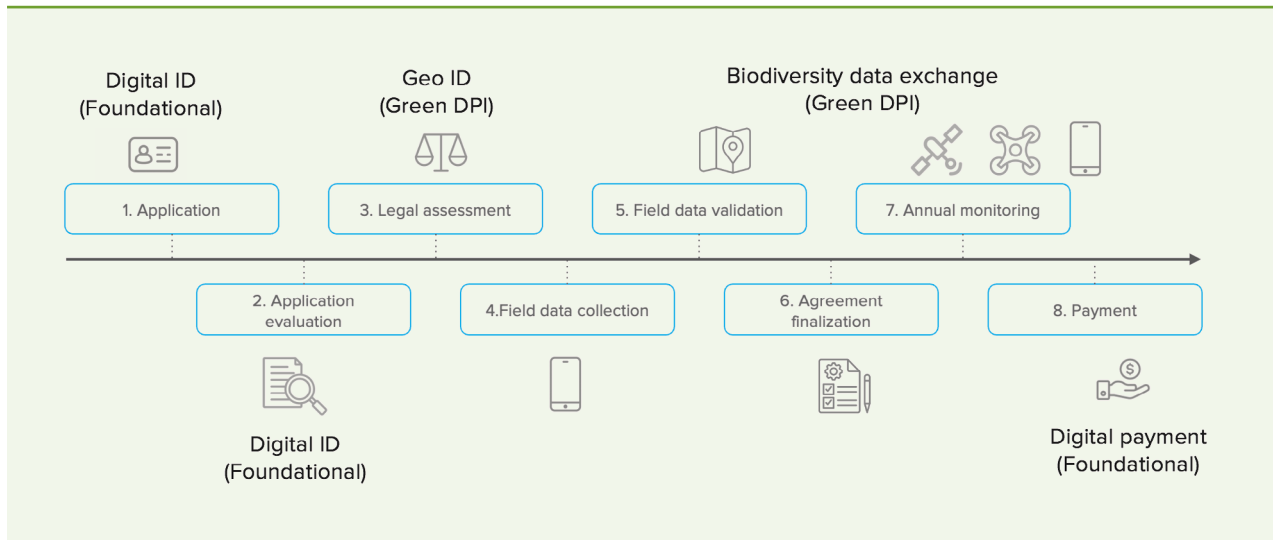 Digital ID
(Foundational)
Geo ID
(Green DPI)
Biodiversity data exchange
(Green DPI)
1. Application
3. Legal assessment
5. Field data validation
7. Annual monitoring
2. Application
evaluation
4.Field data collection
6. Agreement
finalization
8. Payment
$
Digital ID
(Foundational)
Digital payment
(Foundational)